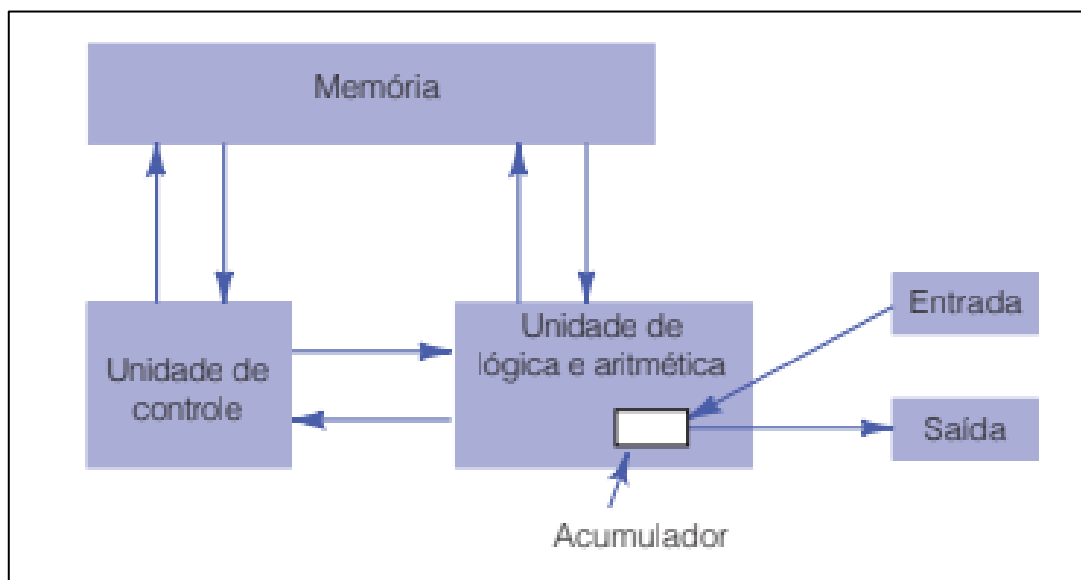 Memória
Unidade de
controle
Unidade de
lógica e aritmética
Entrada
Saída
Acumulador